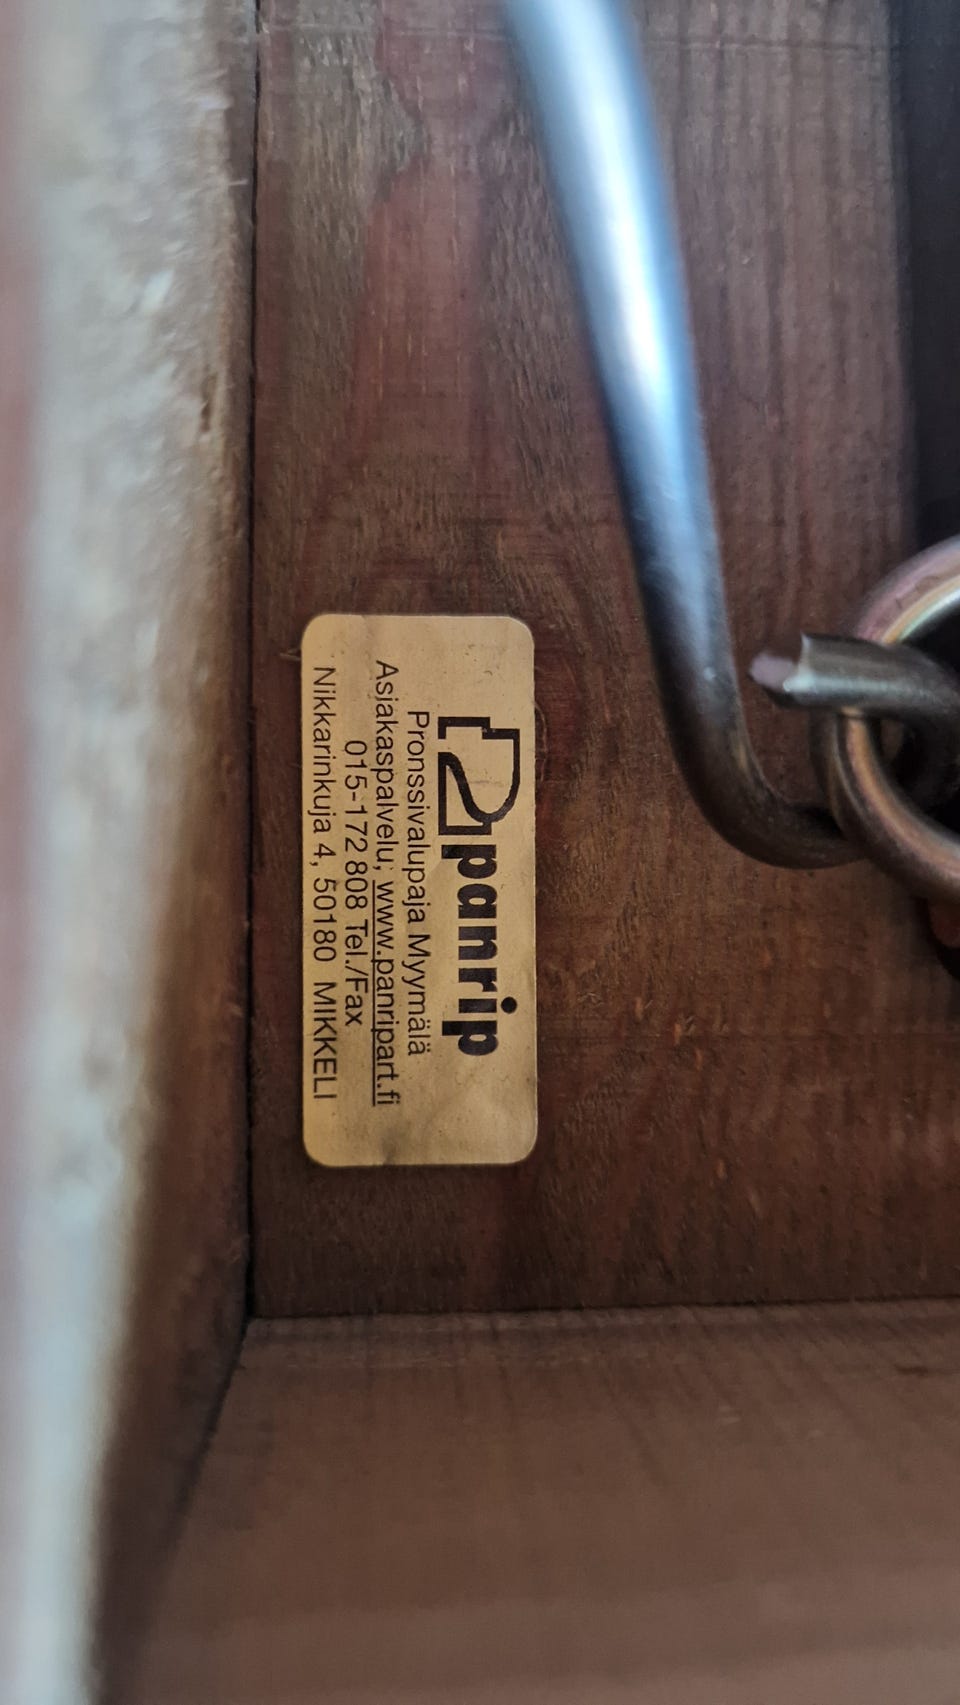 panrip
Pronssivalupaja Myymälä
Asiakaspalvelu; www.panripart.fi
015-172 808 Tel./Fax
Nikkarinkuja 4, 50180 MIKKELI